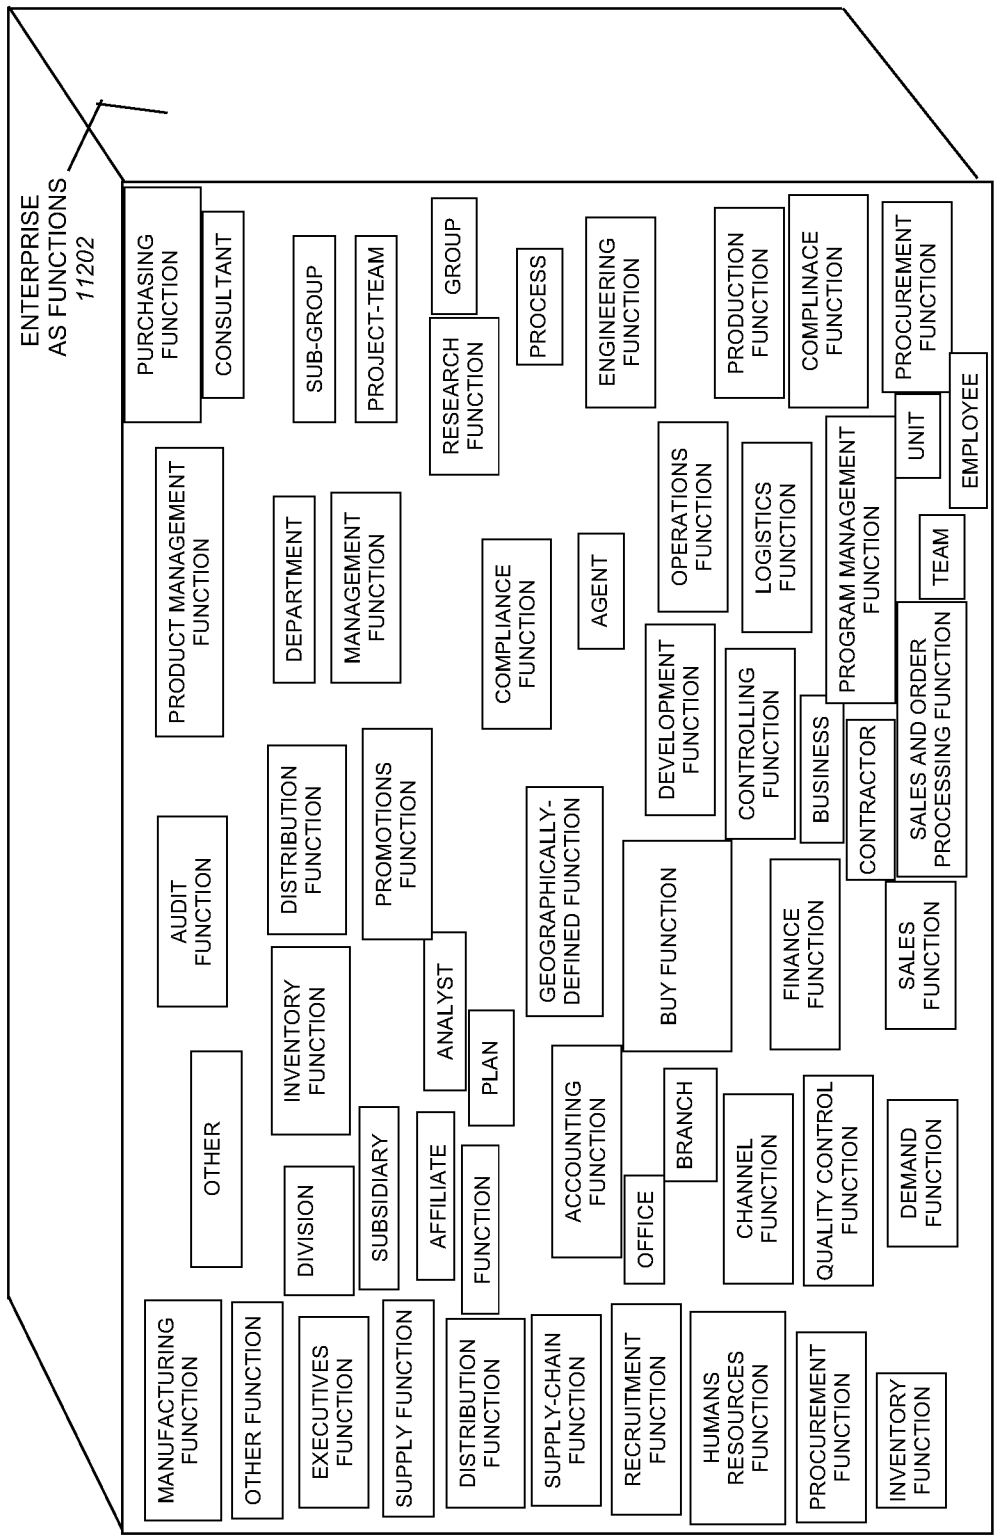 ENTERPRISE
AS FUNCTIONS
11202
MANUFACTURING
FUNCTION
OTHER FUNCTION
EXECUTIVES
FUNCTION
SUPPLY FUNCTION
DISTRIBUTION
FUNCTION
SUPPLY-CHAIN
FUNCTION
RECRUITMENT
FUNCTION
HUMANS
RESOURCES
FUNCTION
PROCUREMENT
FUNCTION
INVENTORY
FUNCTION
OTHER
DIVISION
SUBSIDIARY
AFFILIATE
FUNCTION
ACCOUNTING
FUNCTION
OFFICE
BRANCH
CHANNEL
FUNCTION
QUALITY CONTROL
FUNCTION
DEMAND
FUNCTION
AUDIT
FUNCTION
INVENTORY
FUNCTION
DISTRIBUTION
FUNCTION
PROMOTIONS
FUNCTION
ANALYST
PLAN
GEOGRAPHICALLY-
DEFINED FUNCTION
BUY FUNCTION
FINANCE
FUNCTION
SALES
FUNCTION
PRODUCT MANAGEMENT
FUNCTION
DEPARTMENT
MANAGEMENT
FUNCTION
COMPLIANCE
FUNCTION
AGENT
DEVELOPMENT
FUNCTION
OPERATIONS
FUNCTION
CONTROLLING
FUNCTION
LOGISTICS
FUNCTION
BUSINESS
CONTRACTOR
PROGRAM MANAGEMENT
FUNCTION
SALES AND ORDER
PROCESSING FUNCTION
TEAM
PURCHASING
FUNCTION
CONSULTANT
SUB-GROUP
PROJECT-TEAM
RESEARCH
FUNCTION
GROUP
PROCESS
ENGINEERING
FUNCTION
PRODUCTION
FUNCTION
COMPLINACE
FUNCTION
PROCUREMENT
FUNCTION
UNIT
EMPLOYEE